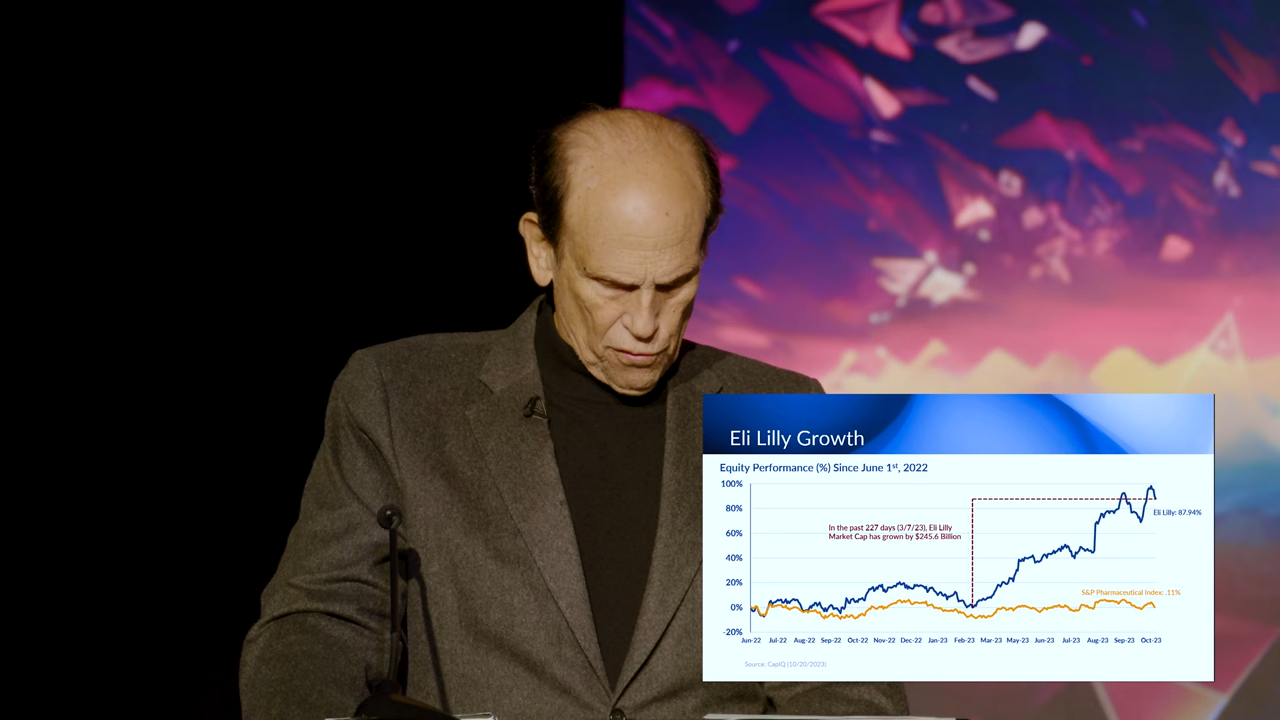 Eli Lilly Growth
Equity Performance (%) Since June 1st, 2022
100%
80%
60%
40%
20%
0%
-20%
In the past 227 days (3/7/23), Eli Lilly
Market Cap has grown by $245.6 Billion
Eli Lilly: 87.94%
S&P Pharmaceutical Index: .11%
Jun-22 Jul-22 Aug-22 Sep-22 Oct-22 Nov-22 Dec-22 Jan-23 Feb-23 Mar-23 May-23 Jun-23 Jul-23 Aug-23 Sep-23 Oct-23
Source: CapIQ (10/20/2023)